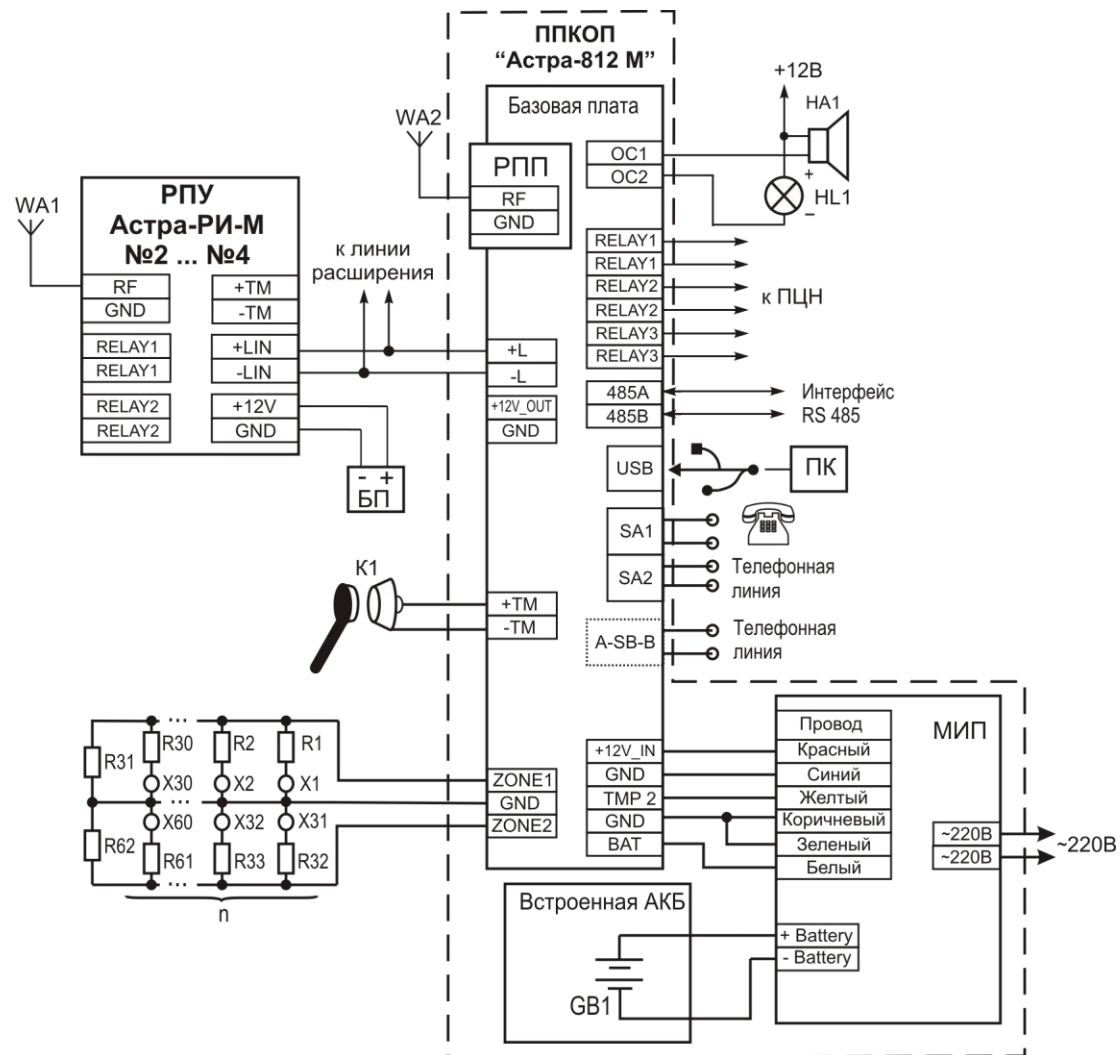 ППКОП
“Астра-812 М”
Базовая плата
WA2
РПП
RF
GND
OC1
OC2
+12В
HA1
+
HL1
−
WA1
РПУ
Астра-РИ-М
№2 ... №4
RF
GND
RELAY1
RELAY1
RELAY2
RELAY2
+TM
-TM
+LIN
-LIN
+12V
GND
к линии
расширения
- +
БП
+L
-L
+12V_OUT
GND
RELAY1
RELAY1
RELAY2
RELAY2
RELAY3
RELAY3
к ПЦН
485A
485B
Интерфейс
RS 485
USB
ПК
SA1
SA2
Телефонная
линия
A-SB-B
Телефонная
линия
К1
+TM
-TM
R31
R30
R2
R1
X30
X2
X1
R62
X60
X32
X31
R61
R33
R32
...
...
...
n
ZONE1
GND
ZONE2
+12V_IN
GND
TMP 2
GND
BAT
МИП
Провод
Красный
Синий
Желтый
Коричневый
Зеленый
Белый
~220В
~220В
~220В
Встроенная АКБ
GB1
+ Battery
- Battery